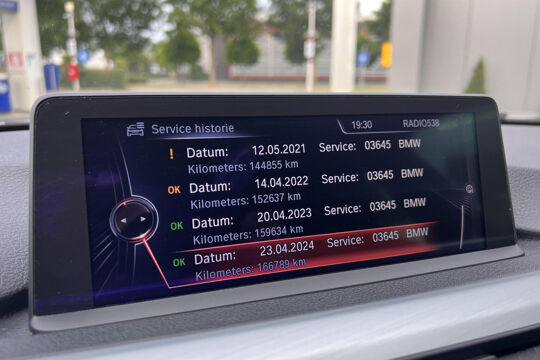 Service historie
19:30 RADIO538
! Datum: 12.05.2021 Service: 03645 BMW
Kilometers: 144855 km
OK Datum: 14.04.2022 Service: 03645 BMW
Kilometers: 152637 km
OK Datum: 20.04.2023 Service: 03645 BMW
Kilometers: 159634 km
OK Datum: 23.04.2024 Service: 03645 BMW
Kilometers: 166789 km